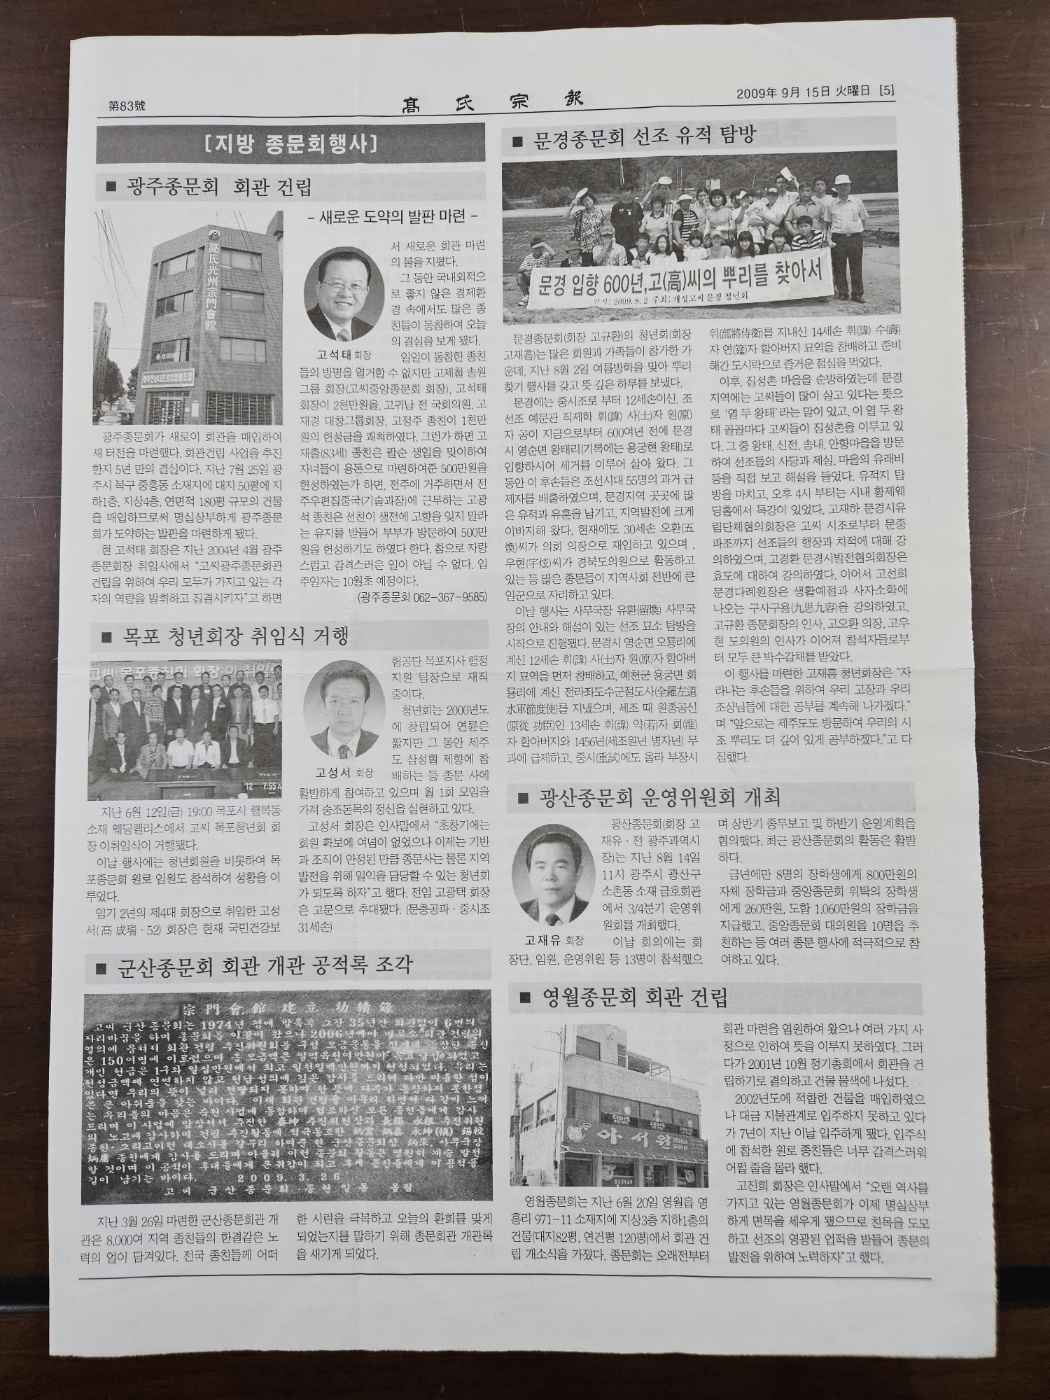 第83號
高氏宗報
2009年 9月 15日 火曜日 [5]
[지방 종문회행사]
■ 광주종문회 회관 건립
高氏光州宗門會館
- 새로운 도약의 발판 마련 -
고석태 회장
광주종문회가 새로이 회관을 매입하여
새 터전을 마련했다. 회관건립 사업을 추진
한지 5년 만의 결실이다. 지난 7월 25일 광
주시 북구 중흥동 소재지에 대지 50평에 지
하1층, 지상4층, 연면적 180평 규모의 건물
을 매입하므로써 명실상부하게 광주종문
회가 도약하는 발판을 마련하게 됐다.
현 고석태 회장은 지난 2004년 4월 광주
종문회장 취임사에서 "고씨광주종문회관
건립을 위하여 우리 모두가 가지고 있는 각
자의 역량을 발휘하고 집결시키자"고 하면
서 새로운 회관 마련
의 불을 지폈다.
그 동안 국내외적으
로 좋지 않은 경제환
경 속에서도 많은 종
친들이 동참하여 오늘
의 결실을 보게 됐다.
일일이 동참한 종친
들의 방명을 열거할 수 없지만 고제철 송원
그룹 회장(고씨중앙종문회 회장), 고석태
회장이 2천만원을, 고귀남 전 국회의원, 고
재경 대창그룹회장, 고정주 종친이 1천만
원의 헌성금을 쾌척하였다. 그런가 하면 고
재출(83세) 종친은 팔순 생일을 맞이하여
자녀들이 용돈으로 마련하여준 500만원을
헌성하였는가 하면, 전주에 거주하면서 전
주우편집중국(기술과장)에 근무하는 고광
석 종친은 선친이 생전에 고향을 잊지 말라
는 유지를 받들어 부부가 방문하여 500만
원을 헌성하기도 하였다 한다. 참으로 자랑
스럽고 감격스러운 일이 아닐 수 없다. 입
주일자는 10월초 예정이다.
(광주종문회 062-367-9585)
■ 목포 청년회장 취임식 거행
고성서 회장
지난 6월 12일(금) 19:00 목포시 행복동
소재 웨딩팰리스에서 고씨 목포청년회 회
장 이취임식이 거행됐다.
이날 행사에는 청년회원을 비롯하여 목
포종문회 원로 임원도 참석하여 성황을 이
루었다.
임기 2년의 제4대 회장으로 취임한 고성
서(高 成瑞·52) 회장은 현재 국민건강보
험공단 목포지사 행정
지원 팀장으로 재직
중이다.
청년회는 2000년도
에 창립되어 연륜은
짧지만 그 동안 제주
도 삼성혈 제향에 참
배하는 등 종문 사에
활발하게 참여하고 있으며 월 1회 모임을
가져 숭조돈목의 정신을 실현하고 있다.
고성서 회장은 인사말에서 "초창기에는
회원 확보에 여념이 없었으나 이제는 기반
과 조직이 안정된 만큼 종문사는 물론 지역
발전을 위해 일익을 담당할 수 있는 청년회
가 되도록 하자"고 했다. 전임 고광택 회장
은 고문으로 추대됐다. (문충공파·중시조
31세손)
■ 군산종문회 회관 개관 공적록 조각
宗門會館 建立 功績錄
2009. 3. 26
고씨 군산종문회 종원 일동 올림
지난 3월 26일 마련한 군산종문회관 개
관은 8,000여 지역 종친들의 한결같은 노
력의 얼이 담겨있다. 전국 종친들께 어떠
한 시련을 극복하고 오늘의 환희를 맞게
되었는지를 말하기 위해 종문회관 개관록
을 새기게 되었다.
■ 문경종문회 선조 유적 탐방
문경 입향 600년, 고(高)씨의 뿌리를 찾아서
일시: 2009. 8. 2 주최: 개성고씨 문경 청년회
문경종문회(회장 고규환)의 청년회(회장
고재흡)는 많은 회원과 가족들이 참가한 가
운데, 지난 8월 2일 여름방학을 맞아 뿌리
찾기 행사를 갖고 뜻 깊은 하루를 보냈다.
문경에는 중시조로 부터 12세손이신, 조
선조 예문관 직제학 휘(諱) 사(士)자 원(原)
자 공이 지금으로부터 600여년 전에 문경
시 영순면 왕태리(기록에는 용궁현 왕태)로
입향하시어 세거를 이루어 살아 왔다. 그
동안 이 후손들은 조선시대 55명의 과거 급
제자를 배출하였으며, 문경지역 곳곳에 많
은 유적과 유훈을 남기고, 지역발전에 크게
이바지해 왔다. 현재에도 30세손 오환(五
煥)씨가 의회 의장으로 재임하고 있으며,
우현(宇炫)씨가 경북도의원으로 활동하고
있는 등 많은 종문들이 지역사회 전반에 큰
일꾼으로 자리하고 있다.
이날 행사는 사무국장 유환(留煥) 사무국
장의 안내와 해설이 있는 선조 묘소 탐방을
시작으로 진행됐다. 문경시 영순면 오룡리에
계신 12세손 휘(諱) 사(士)자 원(原)자 할아버
지 묘역을 먼저 참배하고, 예천군 용궁면 회
룡리에 계신 전라좌도수군절도사(全羅左道
水軍節度使)를 지냈으며, 세조 때 원종공신
(原從 功臣)인 13세손 휘(諱) 약(若)자 회(淮)
자 할아버지와 1456년(세조원년 병자년) 무
과에 급제하고, 중시(重試)에도 올라 부장시
위(部將侍衛)를 지내신 14세손 휘(諱) 수(壽)
자 연(筵)자 할아버지 묘역을 참배하고 준비
해간 도시락으로 즐거운 점심을 먹었다.
이후, 집성촌 마을을 순방하였는데 문경
지역에는 고씨들이 많이 살고 있다는 뜻으
로 '열 두 왕태'라는 말이 있고, 이 열 두 왕
태 곰곰마다 고씨들이 집성촌을 이루고 있
다. 그 중 왕태, 신전, 송내, 안항마을을 방문
하여 선조들의 사당과 제실, 마을의 유래비
등을 직접 보고 해설을 들었다. 유적지 탐
방을 마치고, 오후 4시 부터는 시내 황제웨
딩홀에서 특강이 있었다. 고재하 문경시유
림단체협의회장은 고씨 시조로부터 문중
파조까지 선조들의 행장과 치적에 대해 강
의하였으며, 고경환 문경시발전협의회장은
효도에 대하여 강의하였다. 이어서 고선희
문경다례원장은 생활예절과 사자소학에
나오는 구사구용(九思九容)을 강의하였고,
고규환 문경종문회장의 인사, 고오환 의장, 고우
현 도의원의 인사가 이어져 참석자들로부
터 모두 큰 박수갈채를 받았다.
이 행사를 마련한 고재흡 청년회장은 "자
라나는 후손들을 위하여 우리 고장과 우리
조상님들에 대한 공부를 계속해 나가겠다."
며 "앞으로는 제주도도 방문하여 우리의 시
조 뿌리도 더 깊이 있게 공부하겠다."고 다
짐했다.
■ 광산종문회 운영위원회 개최
고재유 회장
광산종문회(회장 고
재유·전 광주광역시
장)는 지난 8월 14일
11시 광주시 광산구
소촌동 소재 금호회관
에서 3/4분기 운영위
원회를 개최했다.
이날 회의에는 회
장단, 임원, 운영위원 등 13명이 참석했으
며 상반기 종무보고 및 하반기 운영계획을
협의했다. 최근 광산종문회의 활동은 활발
하다.
금년에만 8명의 장학생에게 800만원의
자체 장학금과 중앙종문회 위탁의 장학생
에게 260만원, 도합 1,060만원의 장학금을
지급했고, 중앙종문회 대의원을 10명을 추
천하는 등 여러 종문 행사에 적극적으로 참
여하고 있다.
■ 영월종문회 회관 건립
아서원
영월종문회는 지난 6월 20일 영월읍 영
흥리 971-11 소재지에 지상3층 지하1층의
건물(대지82평, 연건평 120평)에서 회관 건
립 개소식을 가졌다. 종문회는 오래전부터
회관 마련을 염원하여 왔으나 여러 가지 사
정으로 인하여 뜻을 이루지 못하였다. 그러
다가 2001년 10월 정기총회에서 회관을 건
립하기로 결의하고 건물 물색에 나섰다.
2002년도에 적합한 건물을 매입하였으
나 대금 지불관계로 입주하지 못하고 있다
가 7년이 지난 이날 입주하게 됐다. 입주식
에 참석한 원로 종친들은 너무 감격스러워
어쩔 줄을 몰라 했다.
고진희 회장은 인사말에서 "오랜 역사를
가지고 있는 영월종문회가 이제 명실상부
하게 면목을 세우게 됐으므로 친목을 도모
하고 선조의 영광된 업적을 받들어 종문의
발전을 위하여 노력하자"고 했다.